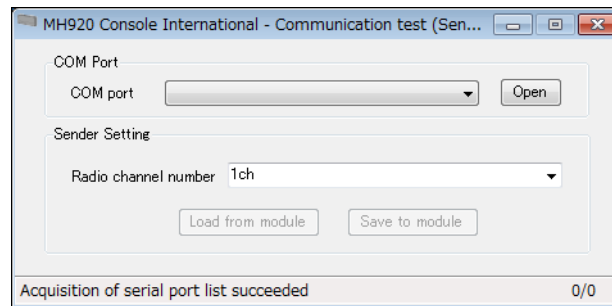 MH920 Console International - Communication test (Sen...
COM Port
COM port Open
Sender Setting
Radio channel number 1ch
Load from module Save to module
Acquisition of serial port list succeeded 0/0